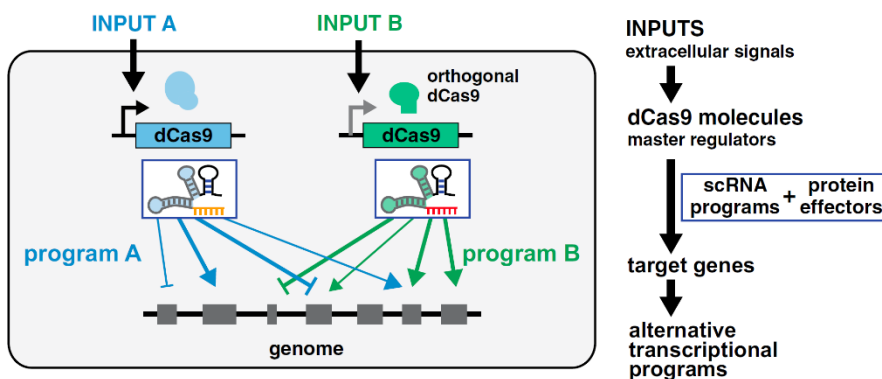 INPUT A
INPUT B
orthogonal
dCas9
dCas9
dCas9
program A
program B
genome
INPUTS
extracellular signals
dCas9 molecules
master regulators
scRNA
programs
+
protein
effectors
target genes
alternative
transcriptional
programs